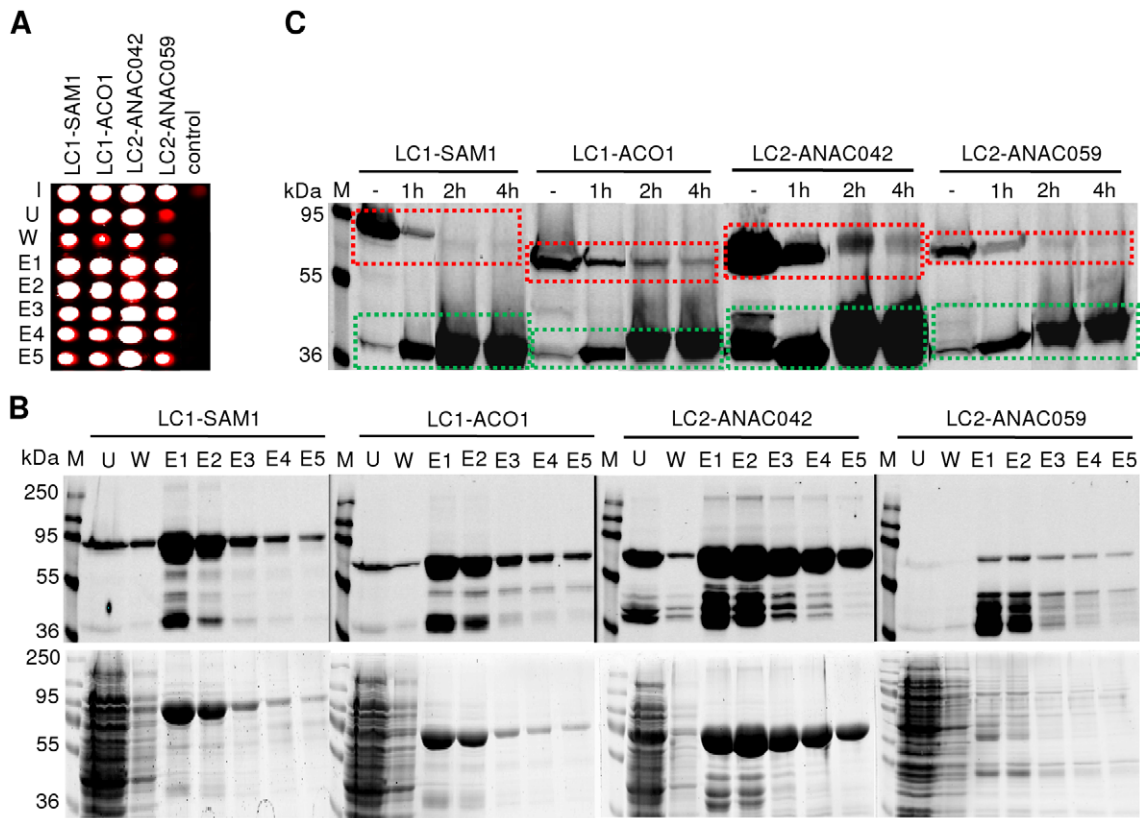 A
LC1-SAM1
LC1-ACO1
LC2-ANAC042
LC2-ANAC059
control
I
U
W
E1
E2
E3
E4
E5
C
LC1-SAM1 LC1-ACO1 LC2-ANAC042 LC2-ANAC059
kDa M - 1h 2h 4h - 1h 2h 4h - 1h 2h 4h - 1h 2h 4h
95
55
36
B
LC1-SAM1 LC1-ACO1 LC2-ANAC042 LC2-ANAC059
kDa M U W E1 E2 E3 E4 E5 M U W E1 E2 E3 E4 E5 M U W E1 E2 E3 E4 E5 M U W E1 E2 E3 E4 E5
250
95
55
36
250
95
55
36